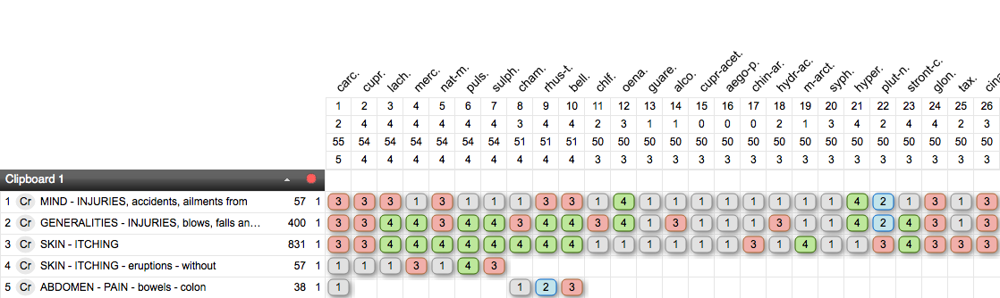 carc. cupr. lach. merc. nat-m. puls. sulph. cham. rhus-t. bell. chif. oena. guare. alco. cupr-acet. aego-p. chin-ar. hydr-ac. m-arct. syph. hyper. plut-n. stront-c. glon. tax.
1 2 3 4 5 6 7 8 9 10 11 12 13 14 15 16 17 18 19 20 21 22 23 24 25 26
2 4 4 4 4 4 4 3 4 4 2 3 1 1 0 0 0 2 1 3 4 2 4 4 2 3
55 54 54 54 54 54 54 51 51 51 50 50 50 50 50 50 50 50 50 50 50 50 50 50 50 50
5 4 4 4 4 4 4 4 4 4 3 3 3 3 3 3 3 3 3 3 3 3 3 3 3 3
Clipboard 1
1 Cr MIND - INJURIES, accidents, ailments from 57 1 3 3 3 1 3 1 1 1 3 3 1 4 1 1 1 1 1 1 1 1 4 2 1 3 1 3
2 Cr GENERALITIES - INJURIES, blows, falls an... 400 1 3 3 4 4 3 4 4 3 4 4 3 4 1 3 1 1 1 3 1 1 4 2 4 3 1 3
3 Cr SKIN - ITCHING 831 1 3 3 4 4 4 4 4 4 4 4 1 1 1 1 1 1 3 1 4 1 1 3 4 3 3 3
4 Cr SKIN - ITCHING - eruptions - without 57 1 1 1 1 3 1 4 3
5 Cr ABDOMEN - PAIN - bowels - colon 38 1 1 1 2 3